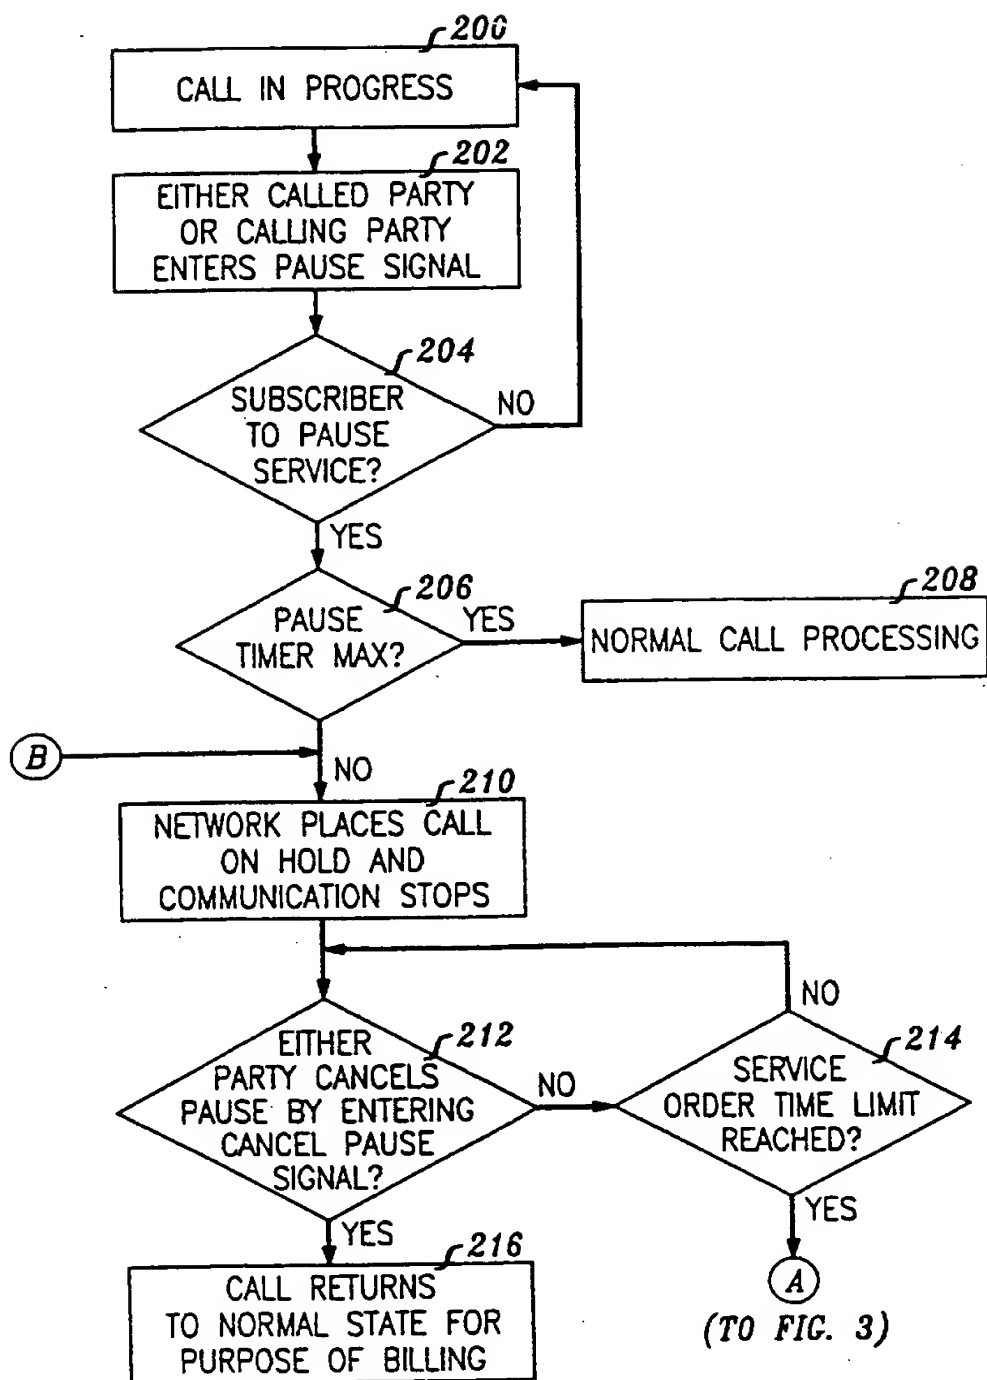 200
CALL IN PROGRESS
202
EITHER CALLED PARTY
OR CALLING PARTY
ENTERS PAUSE SIGNAL
204
SUBSCRIBER
TO PAUSE
SERVICE?
NO
YES
206
PAUSE
TIMER MAX?
YES
208
NORMAL CALL PROCESSING
B
NO
210
NETWORK PLACES CALL
ON HOLD AND
COMMUNICATION STOPS
212
EITHER
PARTY CANCELS
PAUSE BY ENTERING
CANCEL PAUSE
SIGNAL?
NO
214
SERVICE
ORDER TIME LIMIT
REACHED?
NO
YES
A
(TO FIG. 3)
YES
216
CALL RETURNS
TO NORMAL STATE FOR
PURPOSE OF BILLING